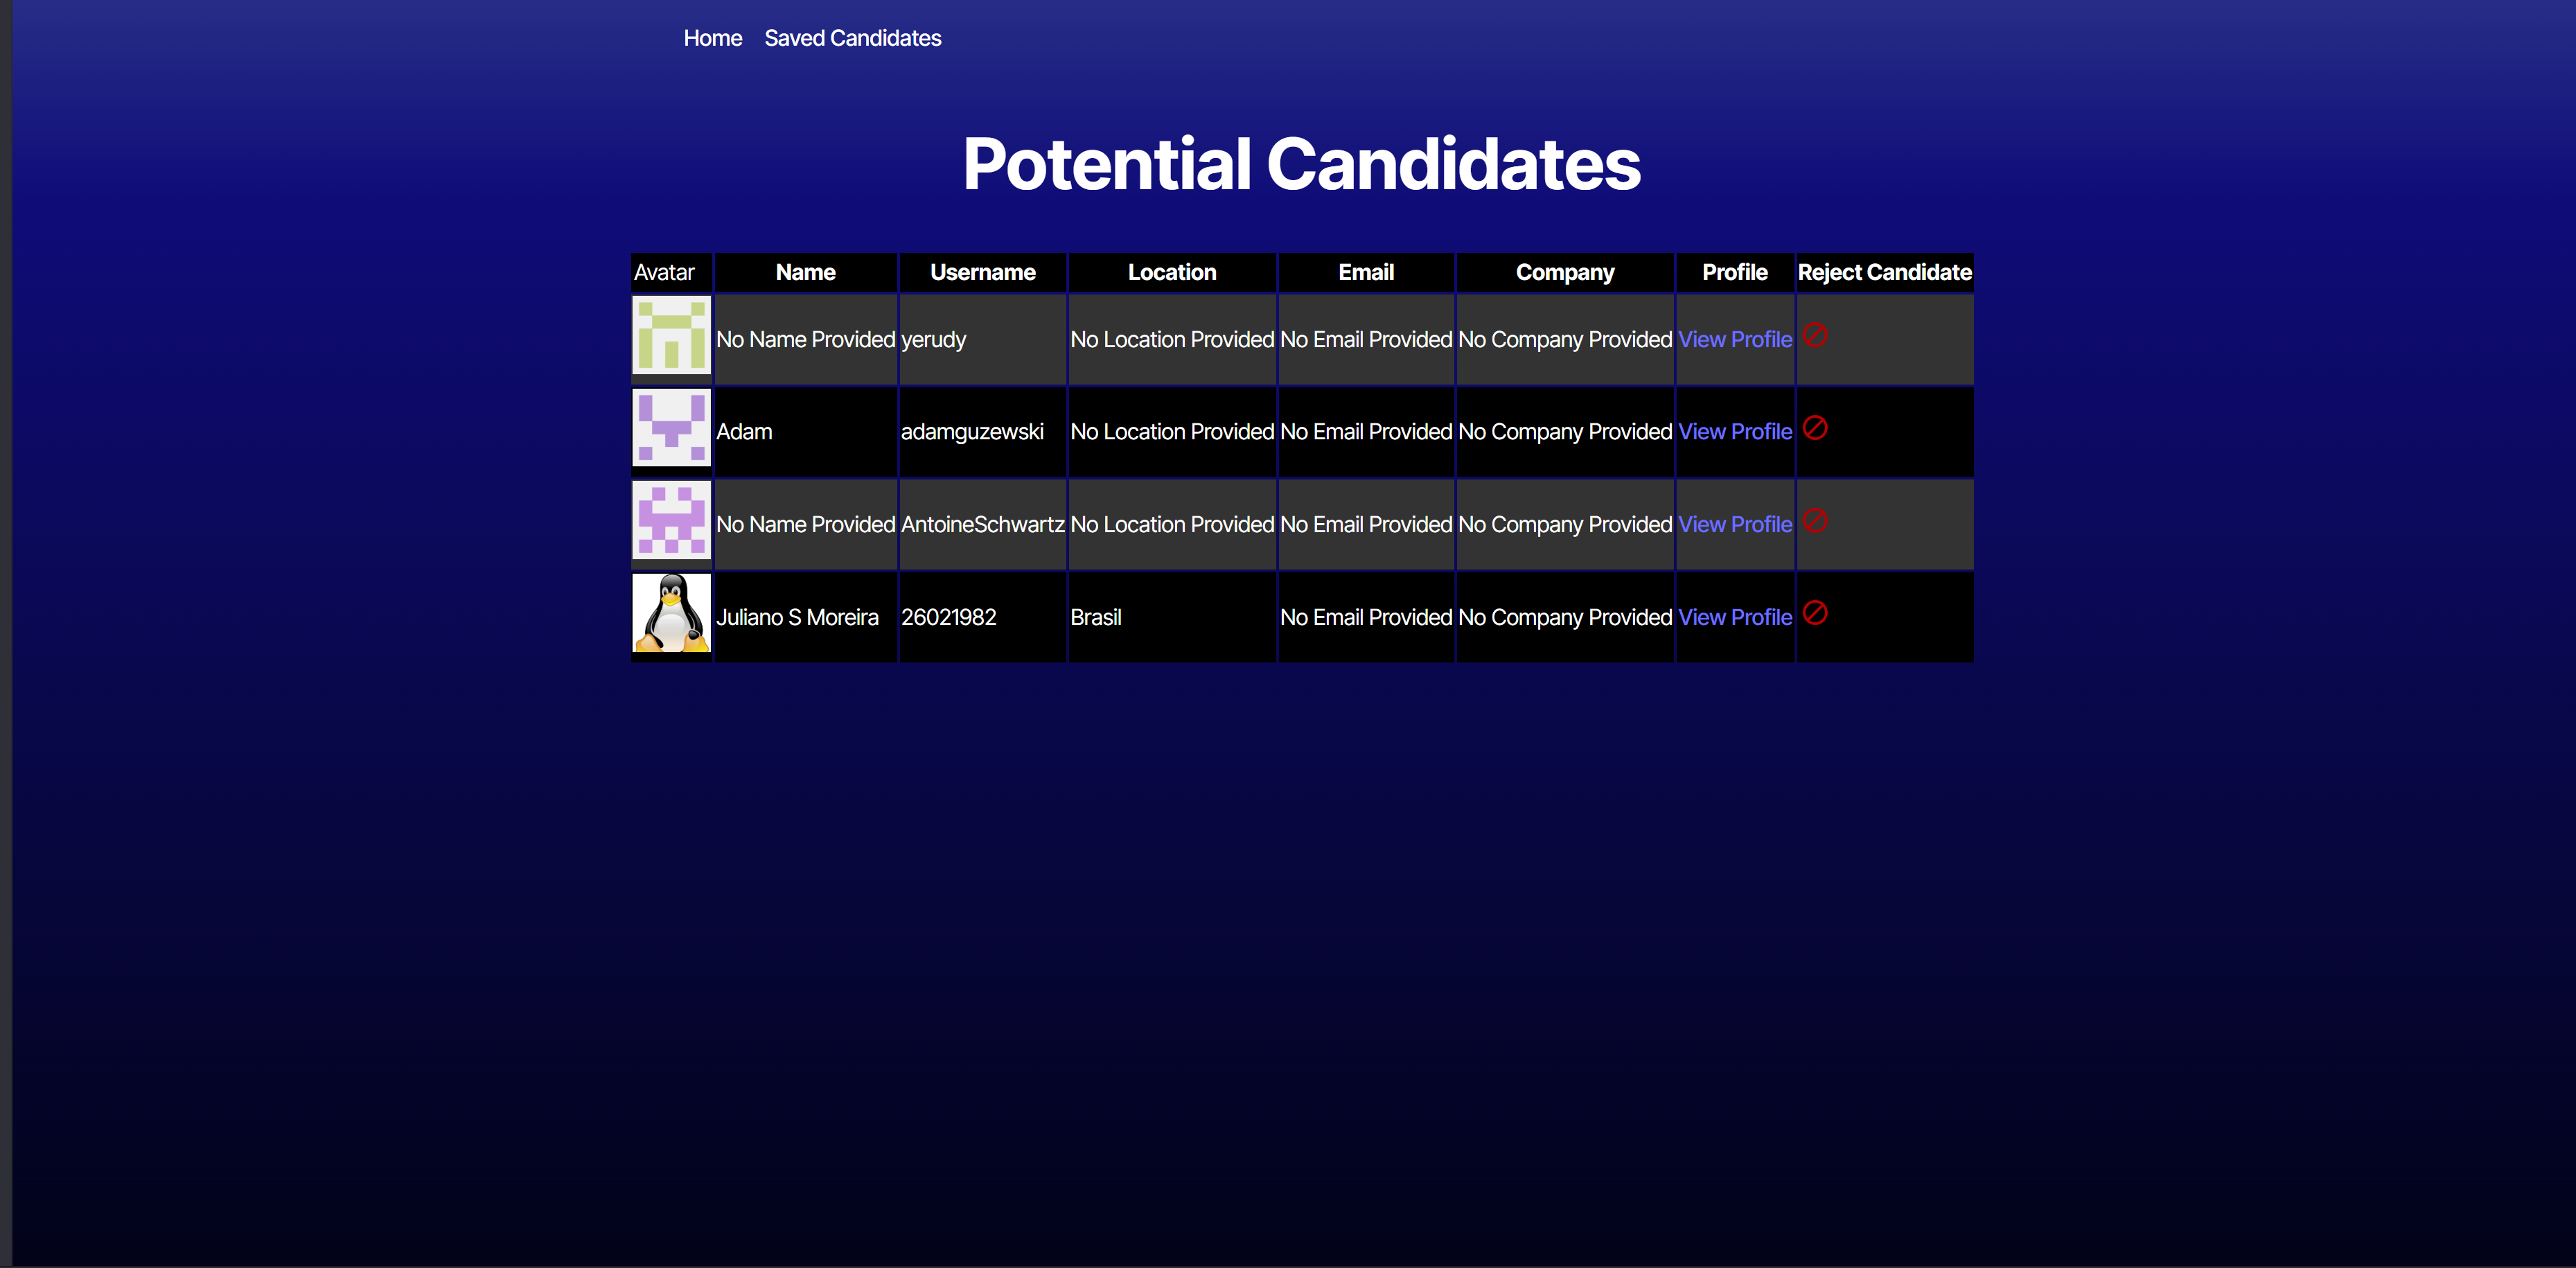 Home Saved Candidates
Potential Candidates
Avatar Name Username Location Email Company Profile Reject Candidate
No Name Provided yerudy No Location Provided No Email Provided No Company Provided View Profile
Adam adamguzewski No Location Provided No Email Provided No Company Provided View Profile
No Name Provided AntoineSchwartz No Location Provided No Email Provided No Company Provided View Profile
Juliano S Moreira 26021982 Brasil No Email Provided No Company Provided View Profile